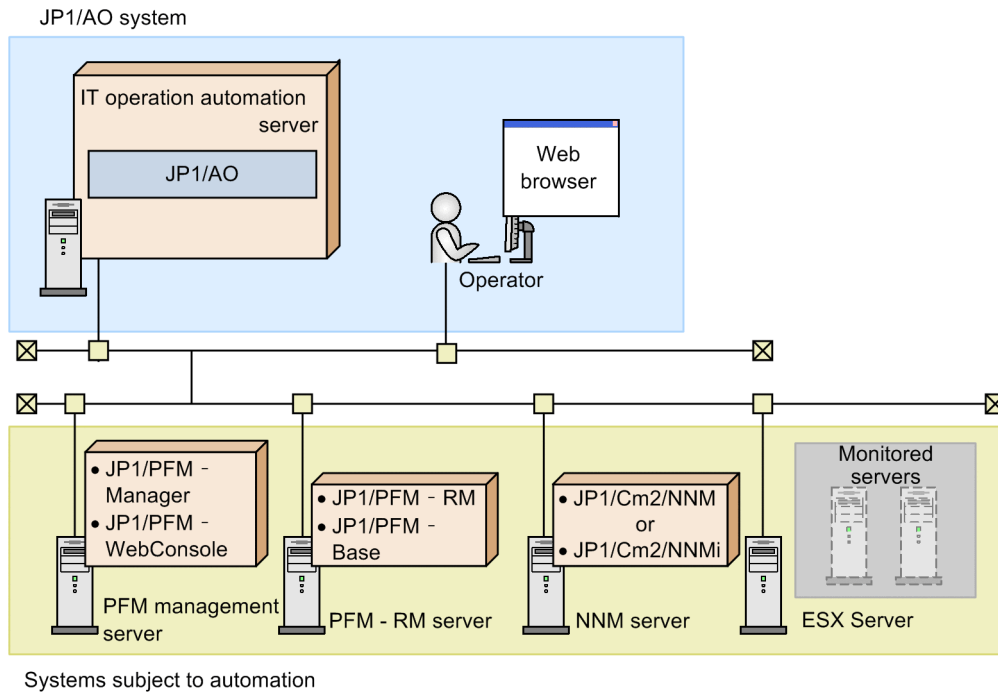 JP1/AO system
IT operation automation
server
JP1/AO
Web
browser
Operator
● JP1/PFM -
Manager
● JP1/PFM -
WebConsole
PFM management
server
● JP1/PFM - RM
● JP1/PFM -
Base
PFM - RM server
● JP1/Cm2/NNM
or
● JP1/Cm2/NNMi
NNM server
Monitored
servers
ESX Server
Systems subject to automation